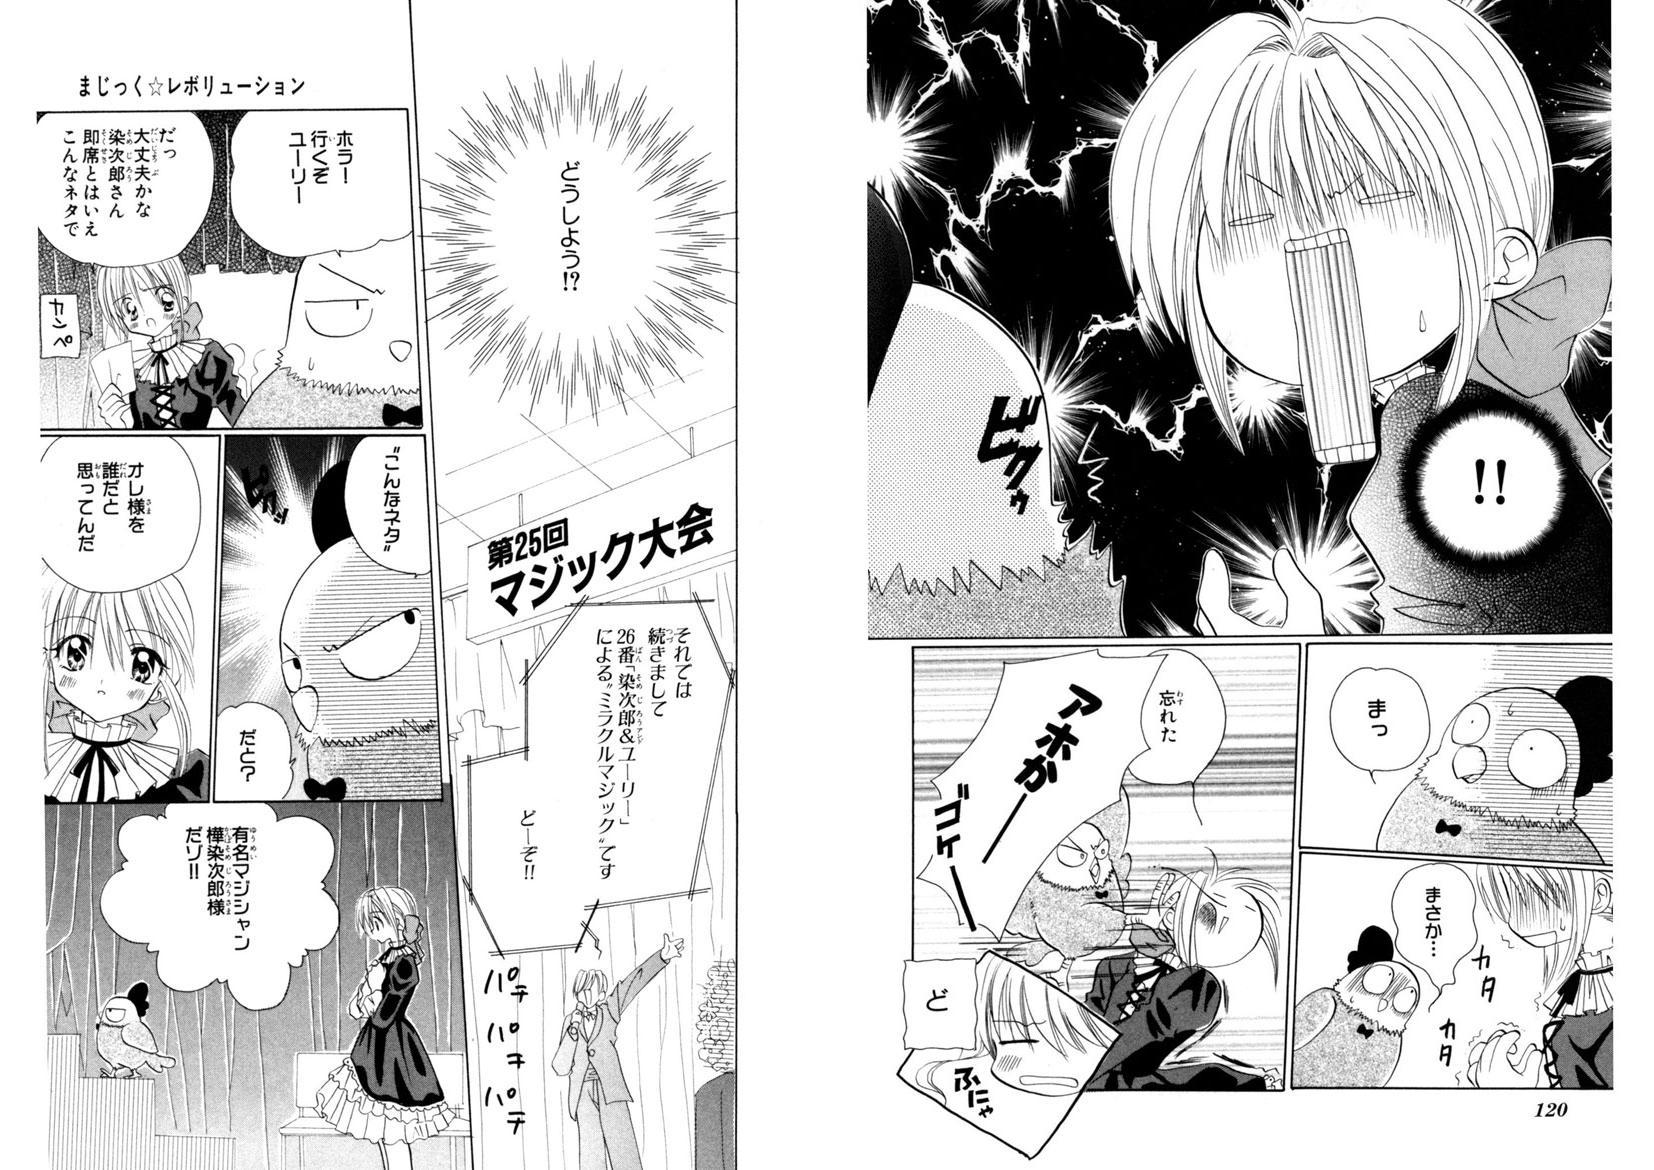 !!
ビクゥ
まっ
まさか…
カタ
カタ
忘れた
アホかー
ゴケーー
ど
ふにゃ
120
どうしよう!?
第25回
マジック大会
それでは
続きまして
26番「染次郎&ユーリー」
による"ミラクルマジック"です
どーぞ!!
パチ
パチ
パチ
まじっく☆レボリューション
ホラ!
行くぞ
ユーリー
だっ
大丈夫かな
染次郎さん
即席とはいえ
こんなネタで
カンペ
"こんなネタ"
ピクッ
だと?
オレ様を
誰だと
思ってんだ
有名マジシャン
樺染次郎様
だゾ!!